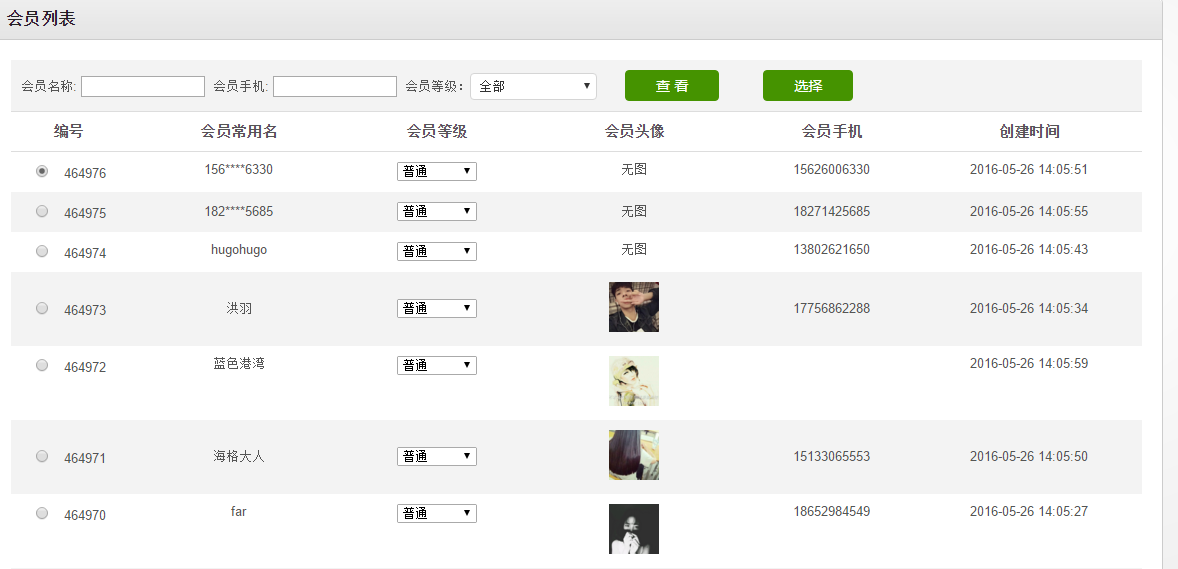 会员列表
会员名称: 会员手机: 会员等级： 全部 查 看 选择
编号 会员常用名 会员等级 会员头像 会员手机 创建时间
464976 156****6330 普通 无图 15626006330 2016-05-26 14:05:51
464975 182****5685 普通 无图 18271425685 2016-05-26 14:05:55
464974 hugohugo 普通 无图 13802621650 2016-05-26 14:05:43
464973 洪羽 普通 17756862288 2016-05-26 14:05:34
464972 蓝色港湾 普通 2016-05-26 14:05:59
464971 海格大人 普通 15133065553 2016-05-26 14:05:50
464970 far 普通 18652984549 2016-05-26 14:05:27